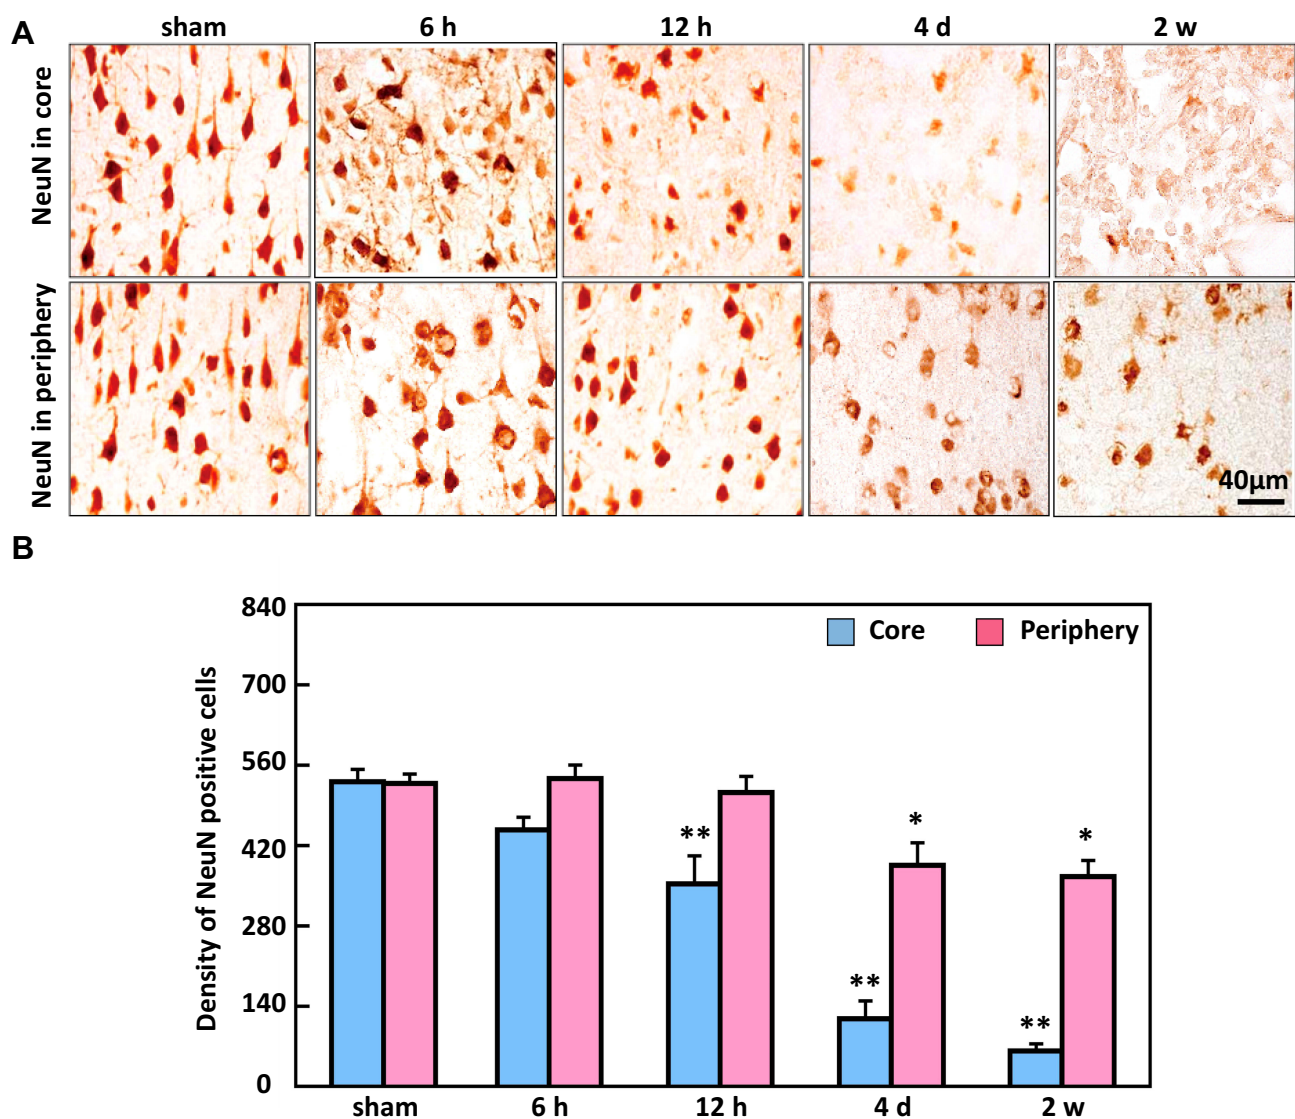 A
sham 6 h 12 h 4 d 2 w
NeuN in core
NeuN in periphery
40μm
B
Density of NeuN positive cells
840
700
560
420
280
140
0
Core Periphery
**
*
*
**
**
sham 6 h 12 h 4 d 2 w